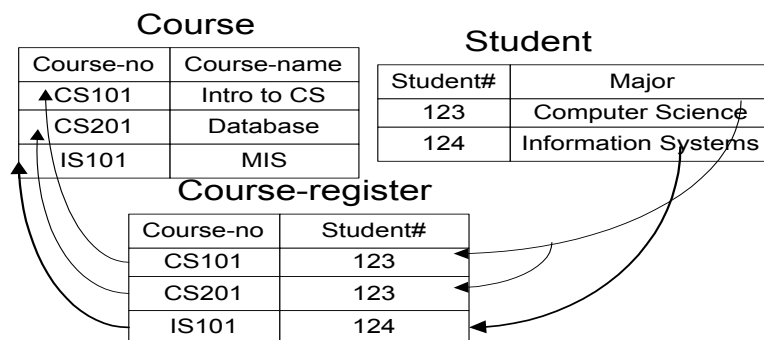 Course
Course-no Course-name
CS101 Intro to CS
CS201 Database
IS101 MIS
Student
Student# Major
123 Computer Science
124 Information Systems
Course-register
Course-no Student#
CS101 123
CS201 123
IS101 124